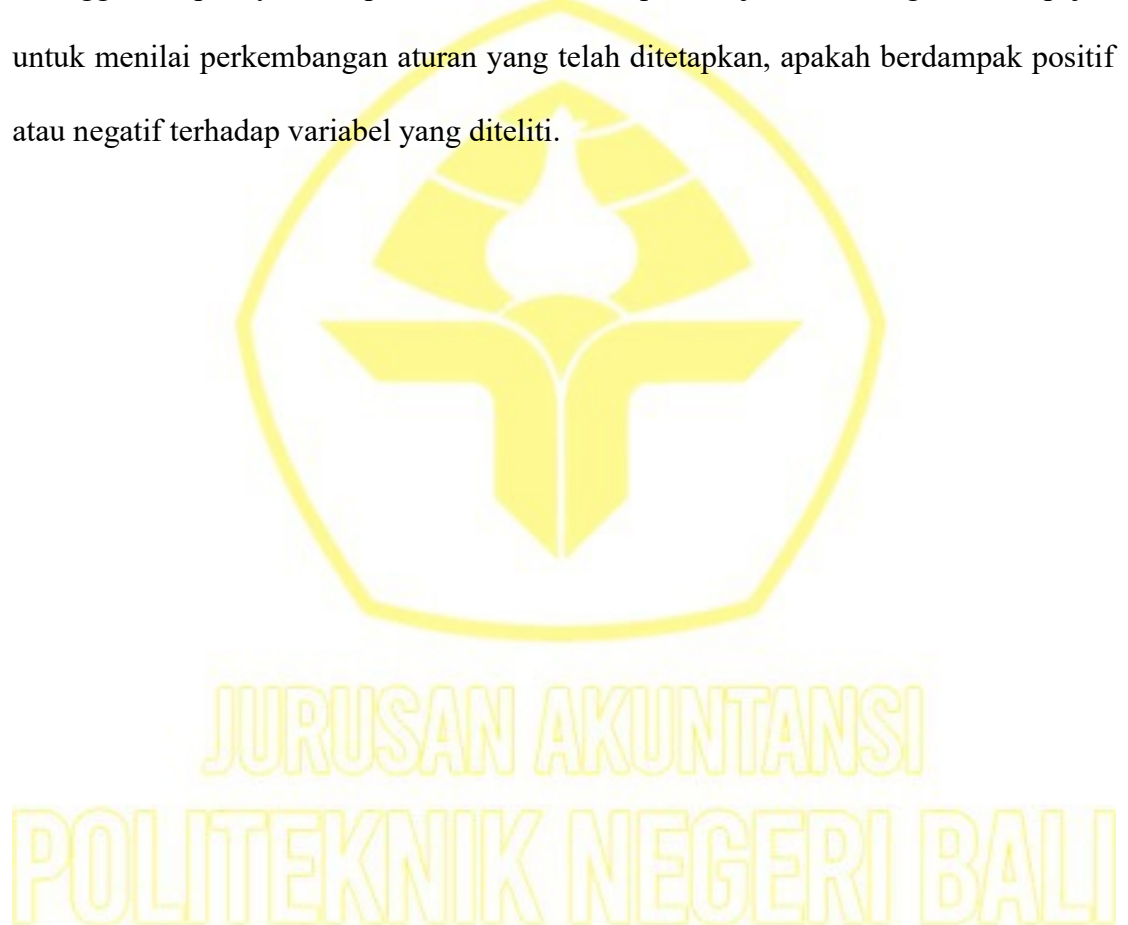 untuk menilai perkembangan aturan yang telah ditetapkan, apakah berdampak positif
atau negatif terhadap variabel yang diteliti.
JURUSAN AKUNTANSI
POLITEKNIK NEGERI BALI